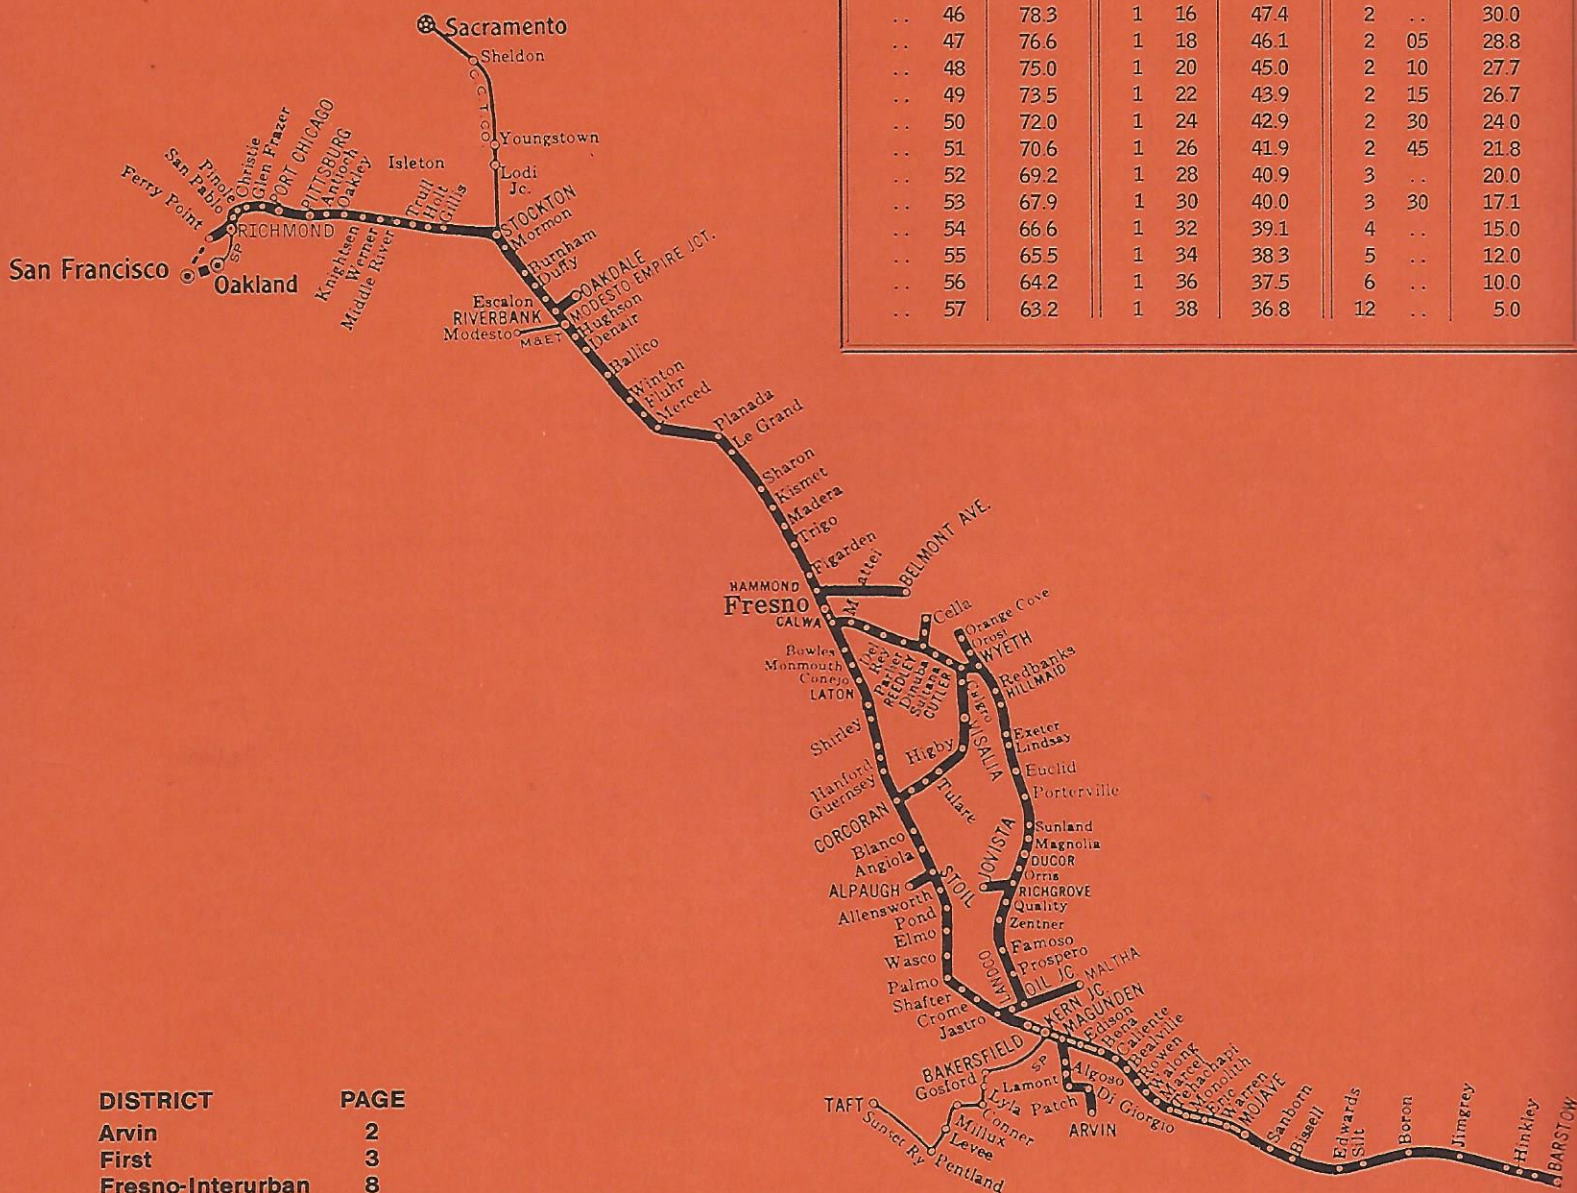 .. 46 78.3 1 16 47.4 2 .. 30.0
.. 47 76.6 1 18 46.1 2 05 28.8
.. 48 75.0 1 20 45.0 2 10 27.7
.. 49 73.5 1 22 43.9 2 15 26.7
.. 50 72.0 1 24 42.9 2 30 24.0
.. 51 70.6 1 26 41.9 2 45 21.8
.. 52 69.2 1 28 40.9 3 .. 20.0
.. 53 67.9 1 30 40.0 3 30 17.1
.. 54 66.6 1 32 39.1 4 .. 15.0
.. 55 65.5 1 34 38.3 5 .. 12.0
.. 56 64.2 1 36 37.5 6 .. 10.0
.. 57 63.2 1 38 36.8 12 .. 5.0
Sacramento
Sheldon
C.C.T.CO.
Youngstown
Lodi
Jc.
San Francisco
Oakland
SP
Ferry Point
San Pablo
RICHMOND
Pinole
Christie
Glen Frazer
PORT CHICAGO
PITTSBURG
Antioch
Oakley
Knightsen
Werner
Middle River
Isleton
Trull
Holt
Gillis
STOCKTON
Mormon
Burnham
Duffy
Escalon
OAKDALE
RIVERBANK
MODESTO EMPIRE JCT.
Modesto
M&ET
Hughson
Denair
Ballico
Winton
Fluhr
Merced
Planada
Le Grand
Sharon
Kismet
Madera
Trigo
Figarden
HAMMOND
BELMONT AVE.
Fresno
CALWA
Mattei
Cella
Del
Rey
Parlier
REEDLEY
Dinuba
Sultana
CUTLER
Orange Cove
Orosi
WYETH
Redbanks
HILLMAID
Calgro
VISALIA
Higby
Tulare
Exeter
Lindsay
Euclid
Porterville
Sunland
Magnolia
DUCOR
Orris
JOVISTA
RICHGROVE
Quality
Zentner
Famoso
Prospero
Bowles
Monmouth
Conejo
LATON
Shirley
Hanford
Guernsey
CORCORAN
Blanco
Angiola
STOIL
ALPAUGH
Allensworth
Pond
Elmo
Wasco
Palmo
Shafter
Crome
Jastro
LANDCO
OIL JC.
MALTHA
KERN JC.
MAGUNDEN
BAKERSFIELD
Edison
Bena
Caliente
Bealville
Rowen
Walong
Marcel
Tehachapi
Monolith
Eric
Warren
MOJAVE
Sanborn
Bissell
Edwards
Silt
Boron
Jimgrey
Hinkley
BARSTOW
SP
Gosford
Lyla
Conner
Millux
Levee
Pentland
Sunset Ry
TAFT
Algoso
Lamont
Patch
Di Giorgio
ARVIN
DISTRICT PAGE
Arvin 2
First 3
Fresno-Interurban 8